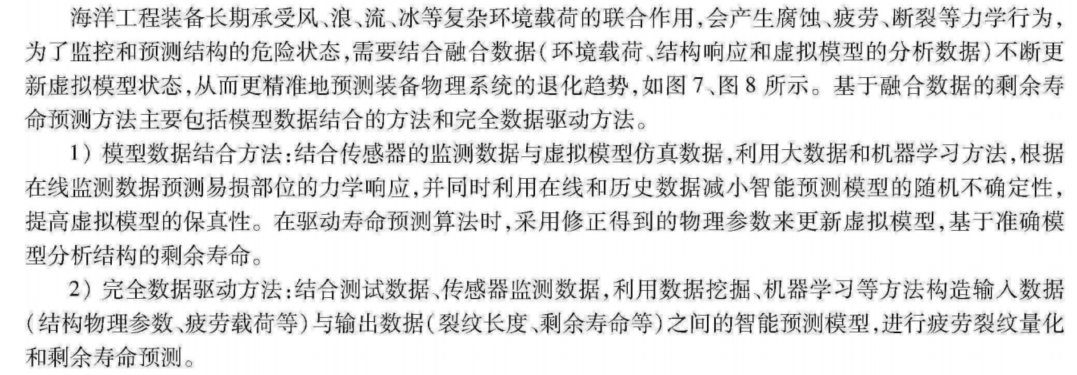 海洋工程装备长期承受风、浪、流、冰等复杂环境载荷的联合作用,会产生腐蚀、疲劳、断裂等力学行为,
为了监控和预测结构的危险状态,需要结合融合数据(环境载荷、结构响应和虚拟模型的分析数据)不断更
新虚拟模型状态,从而更精准地预测装备物理系统的退化趋势,如图 7、图 8 所示。基于融合数据的剩余寿
命预测方法主要包括模型数据结合的方法和完全数据驱动方法。
1) 模型数据结合方法:结合传感器的监测数据与虚拟模型仿真数据,利用大数据和机器学习方法,根据
在线监测数据预测易损部位的力学响应,并同时利用在线和历史数据减小智能预测模型的随机不确定性,
提高虚拟模型的保真性。在驱动寿命预测算法时,采用修正得到的物理参数来更新虚拟模型,基于准确模
型分析结构的剩余寿命。
2) 完全数据驱动方法:结合测试数据、传感器监测数据,利用数据挖掘、机器学习等方法构造输入数据
(结构物理参数、疲劳载荷等)与输出数据(裂纹长度、剩余寿命等)之间的智能预测模型,进行疲劳裂纹量化
和剩余寿命预测。